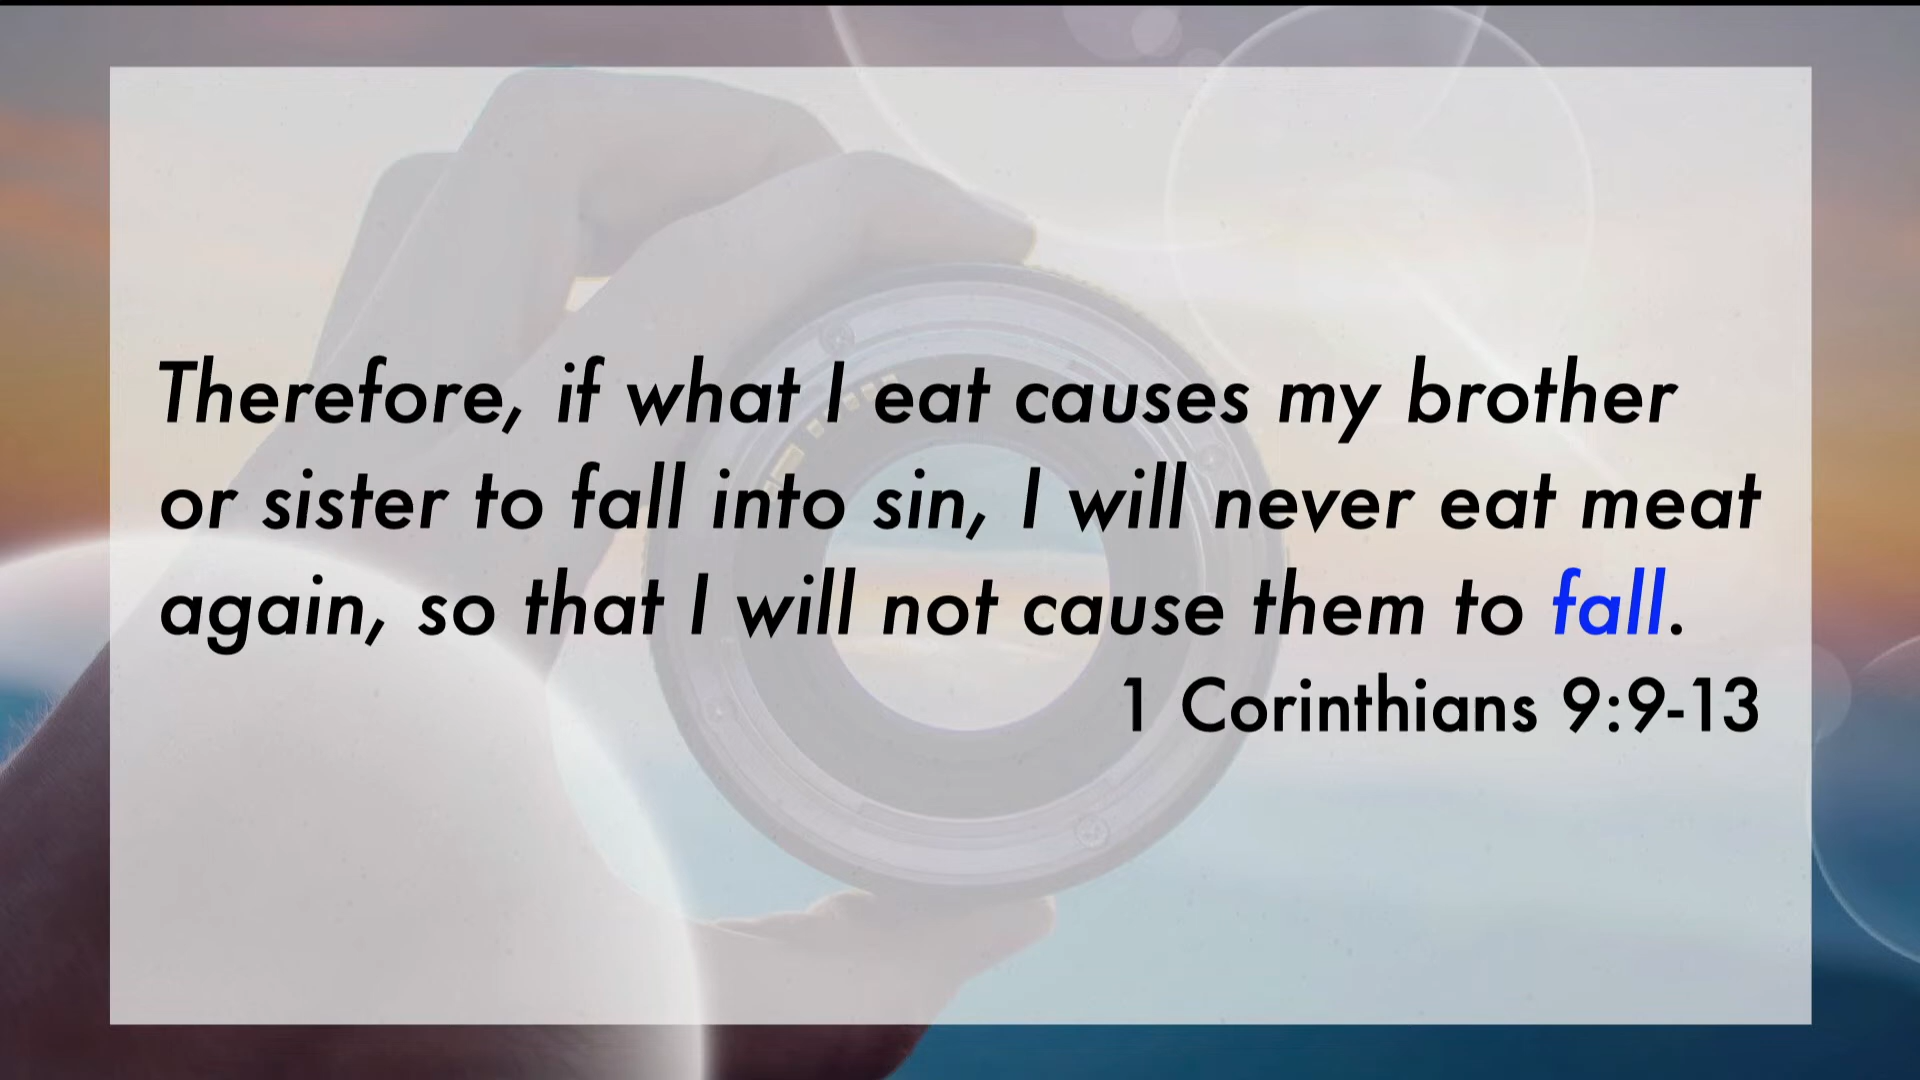 Therefore, if what I eat causes my brother
or sister to fall into sin, I will never eat meat
again, so that I will not cause them to fall.
1 Corinthians 9:9-13